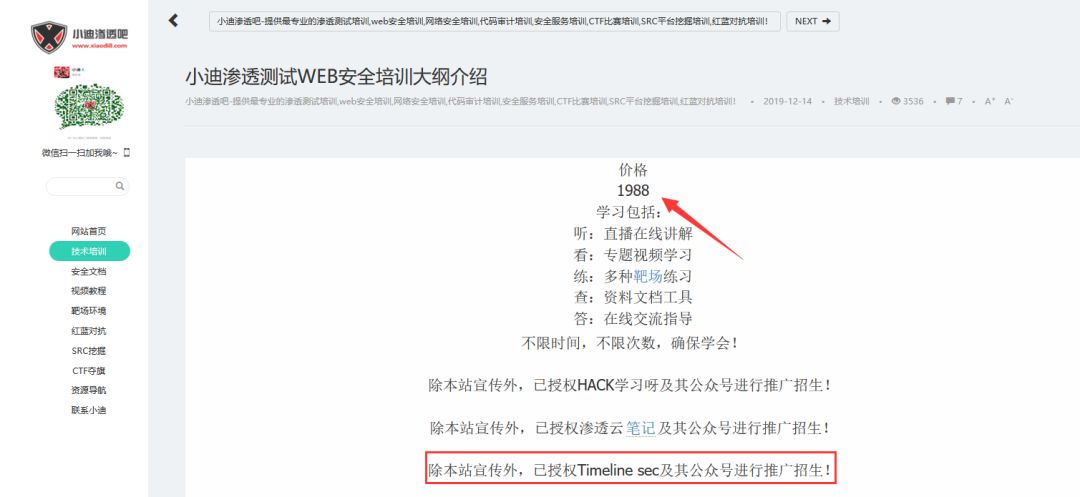 小迪渗透吧
www.xiaodi8.com
微信扫一扫加我哦~
网站首页
技术培训
安全文档
视频教程
靶场环境
红蓝对抗
SRC挖掘
CTF夺旗
资源导航
联系小迪
小迪渗透吧-提供最专业的渗透测试培训,web安全培训,网络安全培训,代码审计培训,安全服务培训,CTF比赛培训,SRC平台挖掘培训,红蓝对抗培训!
NEXT
小迪渗透测试WEB安全培训大纲介绍
小迪渗透吧-提供最专业的渗透测试培训,web安全培训,网络安全培训,代码审计培训,安全服务培训,CTF比赛培训,SRC平台挖掘培训,红蓝对抗培训! • 2019-12-14 • 技术培训 • 3536 • 7 • A+ A-
价格
1988
学习包括：
听：直播在线讲解
看：专题视频学习
练：多种靶场练习
查：资料文档工具
答：在线交流指导
不限时间，不限次数，确保学会！
除本站宣传外，已授权HACK学习呀及其公众号进行推广招生！
除本站宣传外，已授权渗透云笔记及其公众号进行推广招生！
除本站宣传外，已授权Timeline sec及其公众号进行推广招生！